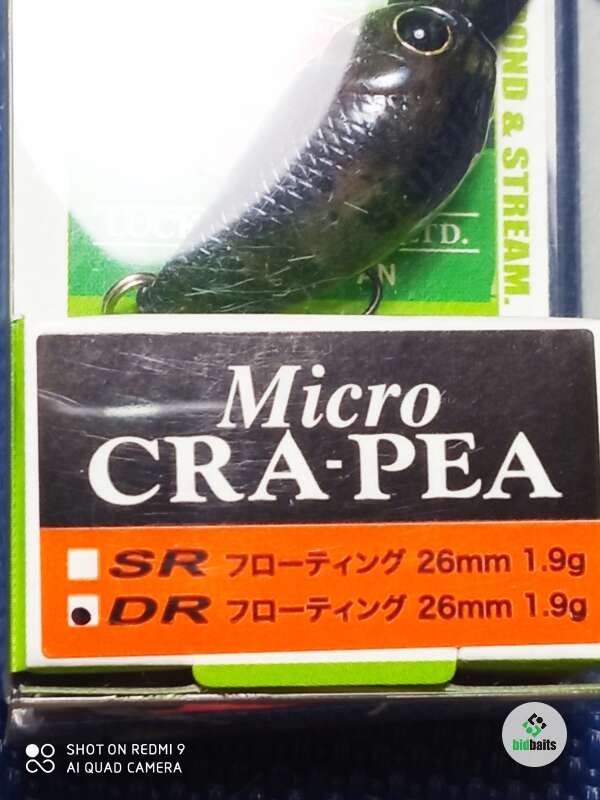 POND & STREAM.
LTD.
Micro
CRA-PEA
SR フローティング 26mm 1.9g
DR フローティング 26mm 1.9g
bidbaits
SHOT ON REDMI 9
AI QUAD CAMERA